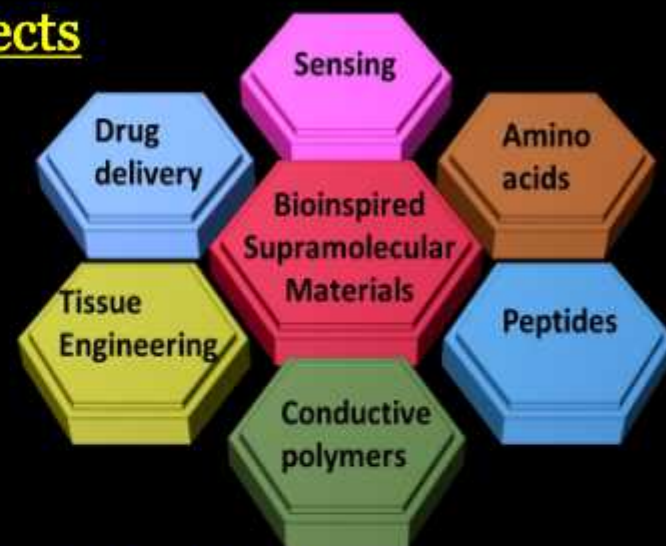 ects
Sensing
Drug
delivery
Amino
acids
Bioinspired
Supramolecular
Materials
Tissue
Engineering
Peptides
Conductive
polymers